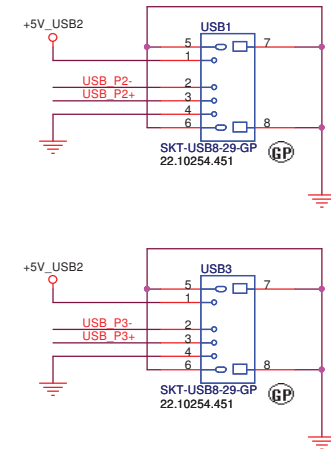 USB1
+5V_USB2
5 7
1
USB_P2- 2
USB_P2+ 3
4
6 8
SKT-USB8-29-GP
22.10254.451
GP
USB3
+5V_USB2
5 7
1
USB_P3- 2
USB_P3+ 3
4
6 8
SKT-USB8-29-GP
22.10254.451
GP